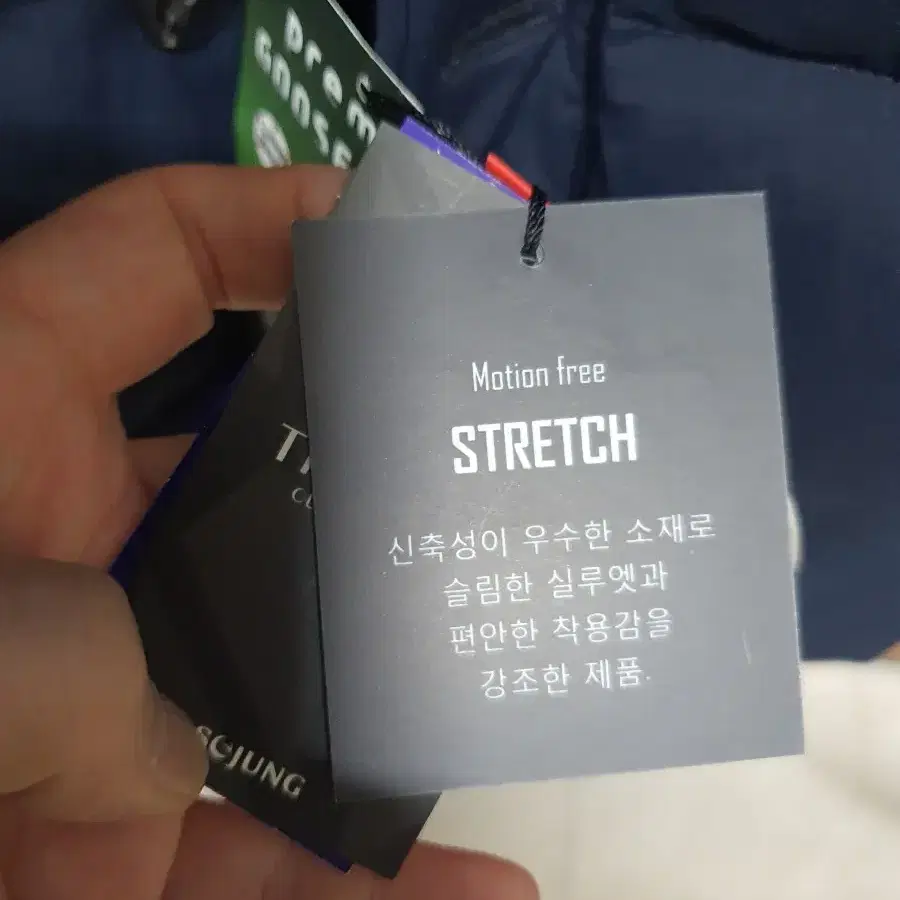 Motion free
STRETCH
신축성이 우수한 소재로
슬림한 실루엣과
편안한 착용감을
강조한 제품.
SOJUNG